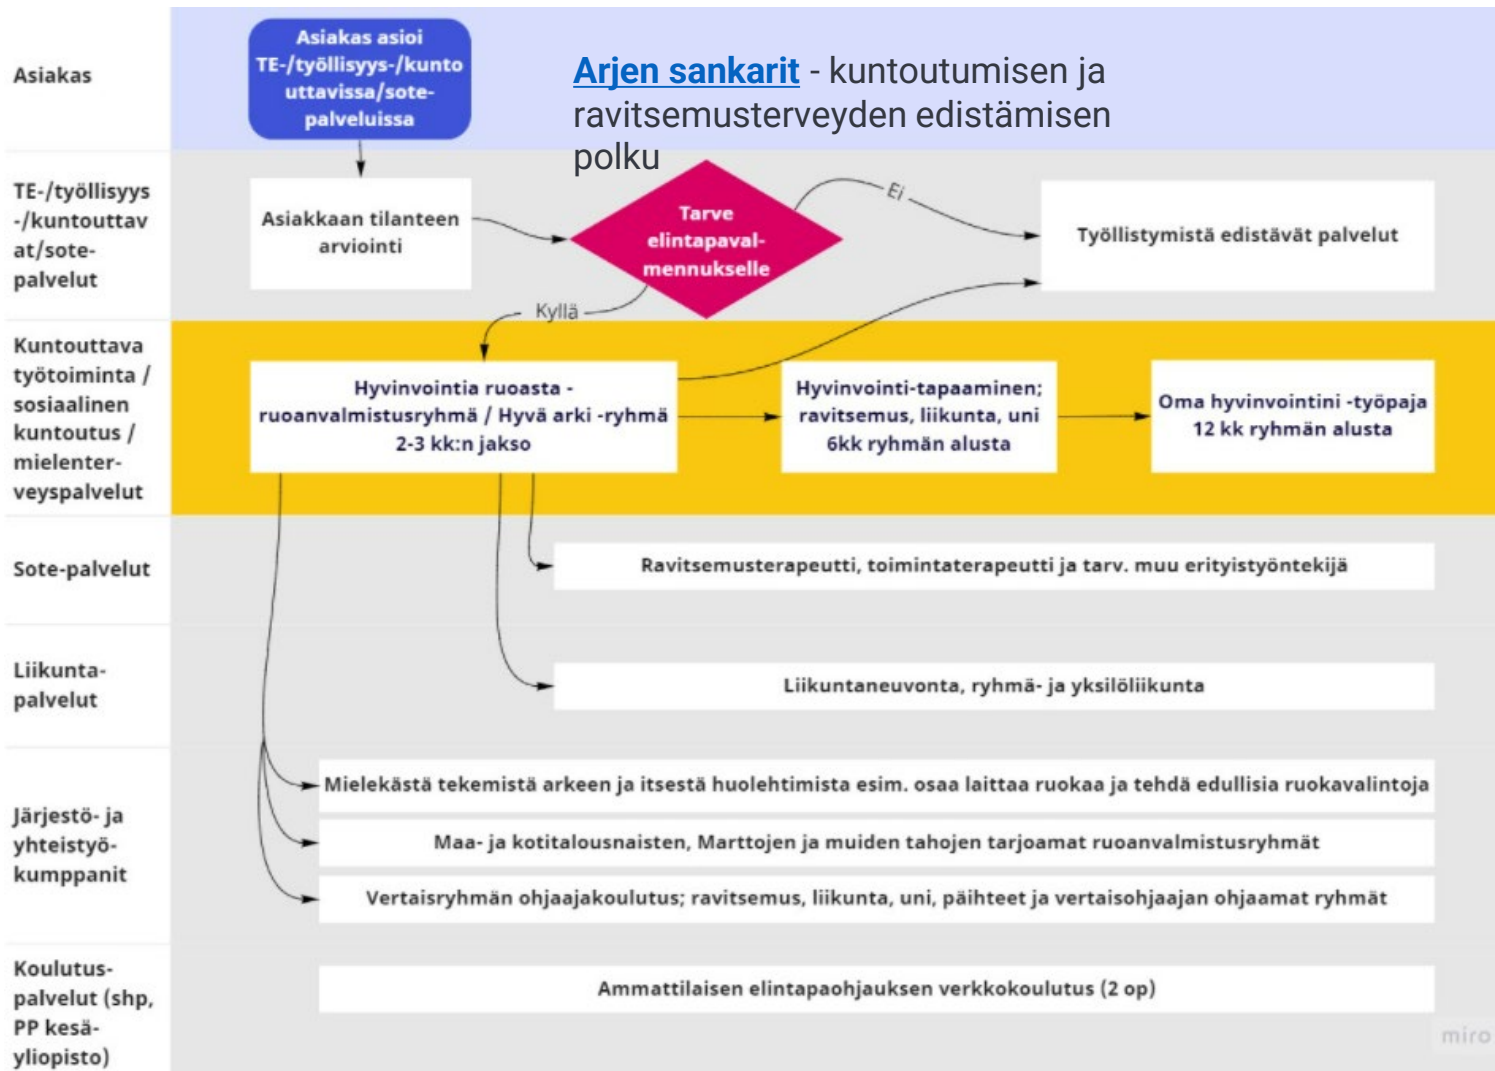 Asiakas
Asiakas asioi
TE-/työllisyys-/kunto
uttavissa/sote-
palveluissa
Arjen sankarit - kuntoutumisen ja
ravitsemusterveyden edistämisen
polku
TE-/työllisyys
-/kuntouttav
at/sote-
palvelut
Asiakkaan tilanteen
arviointi
Tarve
elintapaval-
mennukselle
Ei
Työllistymistä edistävät palvelut
Kyllä
Kuntouttava
työtoiminta /
sosiaalinen
kuntoutus /
mielenter-
veyspalvelut
Hyvinvointia ruoasta -
ruoanvalmistusryhmä / Hyvä arki -ryhmä
2-3 kk:n jakso
Hyvinvointi-tapaaminen;
ravitsemus, liikunta, uni
6kk ryhmän alusta
Oma hyvinvointini -työpaja
12 kk ryhmän alusta
Sote-palvelut
Ravitsemusterapeutti, toimintaterapeutti ja tarv. muu erityistyöntekijä
Liikunta-
palvelut
Liikuntaneuvonta, ryhmä- ja yksilöliikunta
Järjestö- ja
yhteistyö-
kumppanit
Mielekästä tekemistä arkeen ja itsestä huolehtimista esim. osaa laittaa ruokaa ja tehdä edullisia ruokavalintoja
Maa- ja kotitalousnaisten, Marttojen ja muiden tahojen tarjoamat ruoanvalmistusryhmät
Vertaisryhmän ohjaajakoulutus; ravitsemus, liikunta, uni, päihteet ja vertaisohjaajan ohjaamat ryhmät
Koulutus-
palvelut (shp,
PP kesä-
yliopisto)
Ammattilaisen elintapaohjauksen verkkokoulutus (2 op)
miro